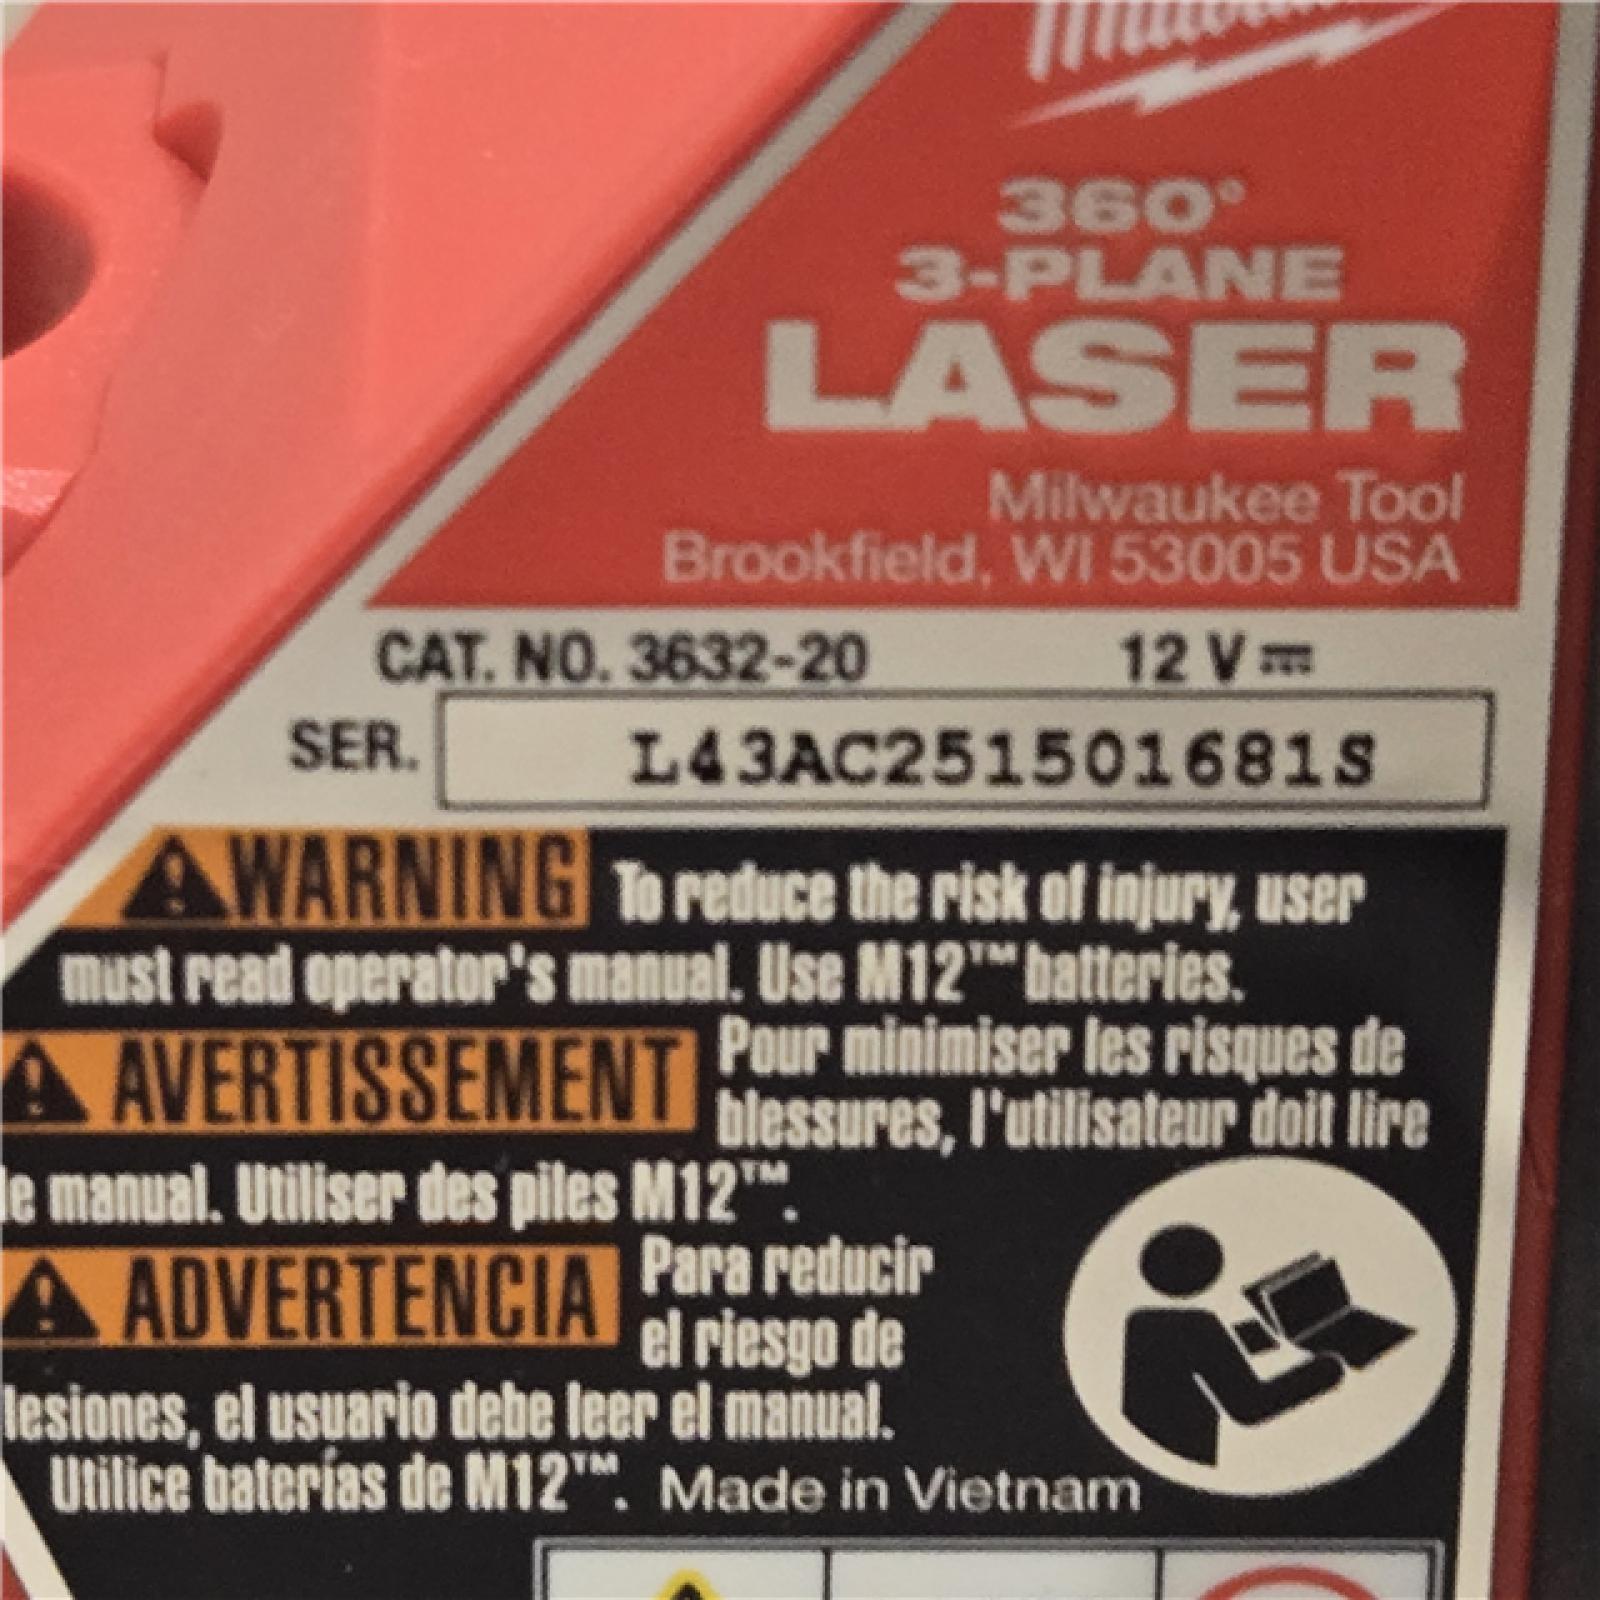 Milwaukee
360°
3-PLANE
LASER
Milwaukee Tool
Brookfield, WI 53005 USA
CAT. NO. 3632-20 12 V ⎓
SER. L43AC251501681S
WARNING To reduce the risk of injury, user
must read operator's manual. Use M12™ batteries.
AVERTISSEMENT Pour minimiser les risques de
blessures, l'utilisateur doit lire
le manual. Utiliser des piles M12™.
ADVERTENCIA Para reducir
el riesgo de
lesiones, el usuario debe leer el manual.
Utilice baterías de M12™. Made in Vietnam